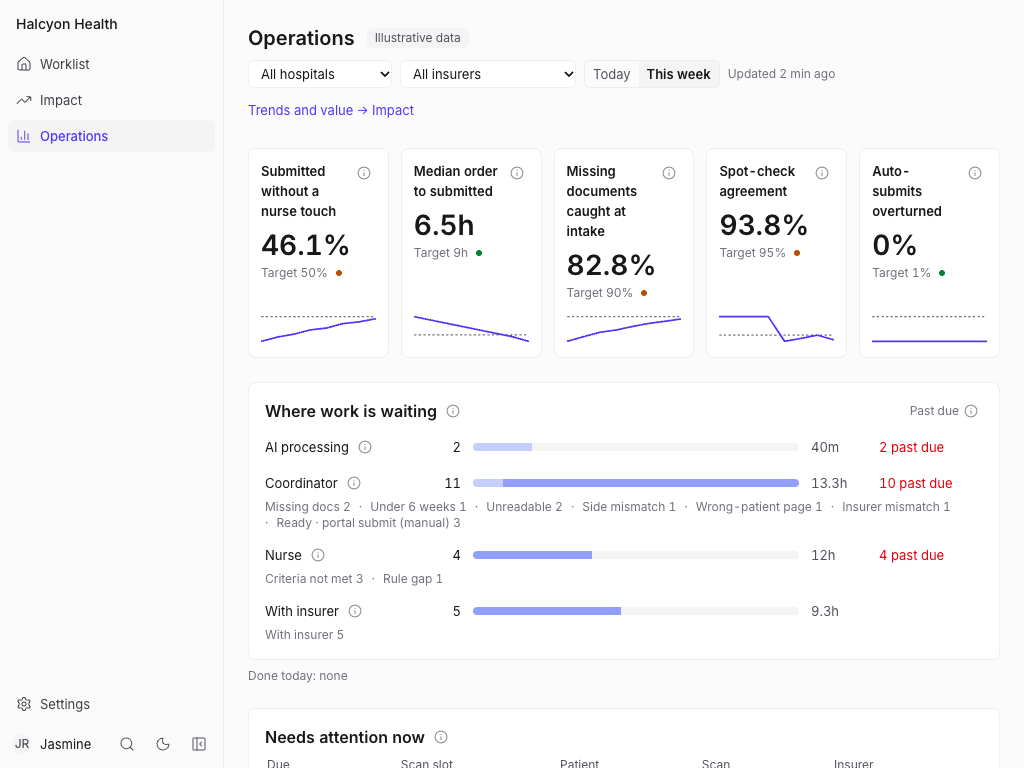 Halcyon Health
Worklist
Impact
Operations
Settings
JR Jasmine
Operations Illustrative data
All hospitals All insurers Today This week Updated 2 min ago
Trends and value → Impact
Submitted
without a
nurse touch
46.1%
Target 50%
Median order
to submitted
6.5h
Target 9h
Missing
documents
caught at
intake
82.8%
Target 90%
Spot-check
agreement
93.8%
Target 95%
Auto-
submits
overturned
0%
Target 1%
Where work is waiting Past due
AI processing 2 40m 2 past due
Coordinator 11 13.3h 10 past due
Missing docs 2 · Under 6 weeks 1 · Unreadable 2 · Side mismatch 1 · Wrong-patient page 1 · Insurer mismatch 1
· Ready · portal submit (manual) 3
Nurse 4 12h 4 past due
Criteria not met 3 · Rule gap 1
With insurer 5 9.3h
With insurer 5
Done today: none
Needs attention now
Due Scan slot Patient Scan Insurer